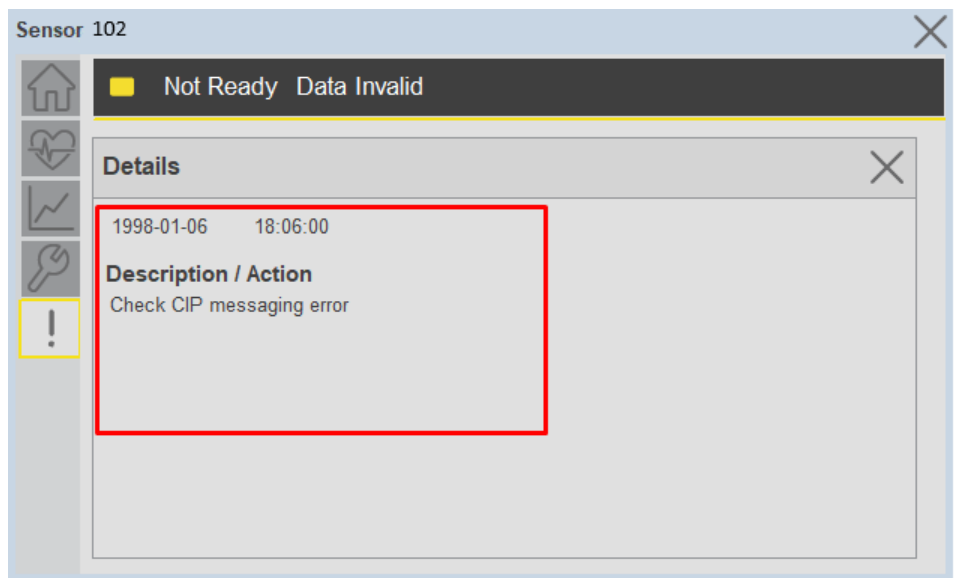 Sensor 102
Not Ready Data Invalid
Details
1998-01-06 18:06:00
Description / Action
Check CIP messaging error